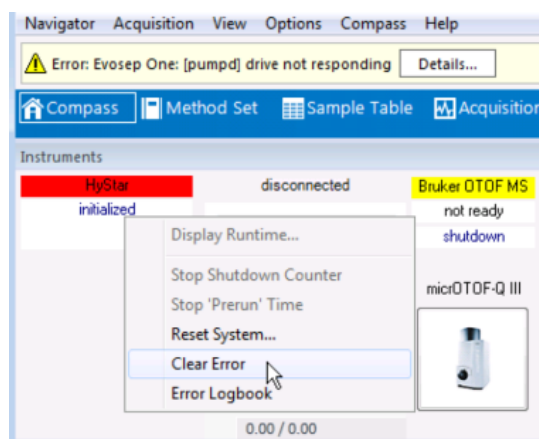 Navigator Acquisition View Options Compass Help
Error: Evosep One: [pumpd] drive not responding Details...
Compass Method Set Sample Table Acquisition
Instruments
HyStar disconnected Bruker OTOF MS
initialized not ready
Display Runtime... shutdown
Stop Shutdown Counter
Stop 'Prerun' Time micrOTOF-Q III
Reset System...
Clear Error
Error Logbook
0.00 / 0.00